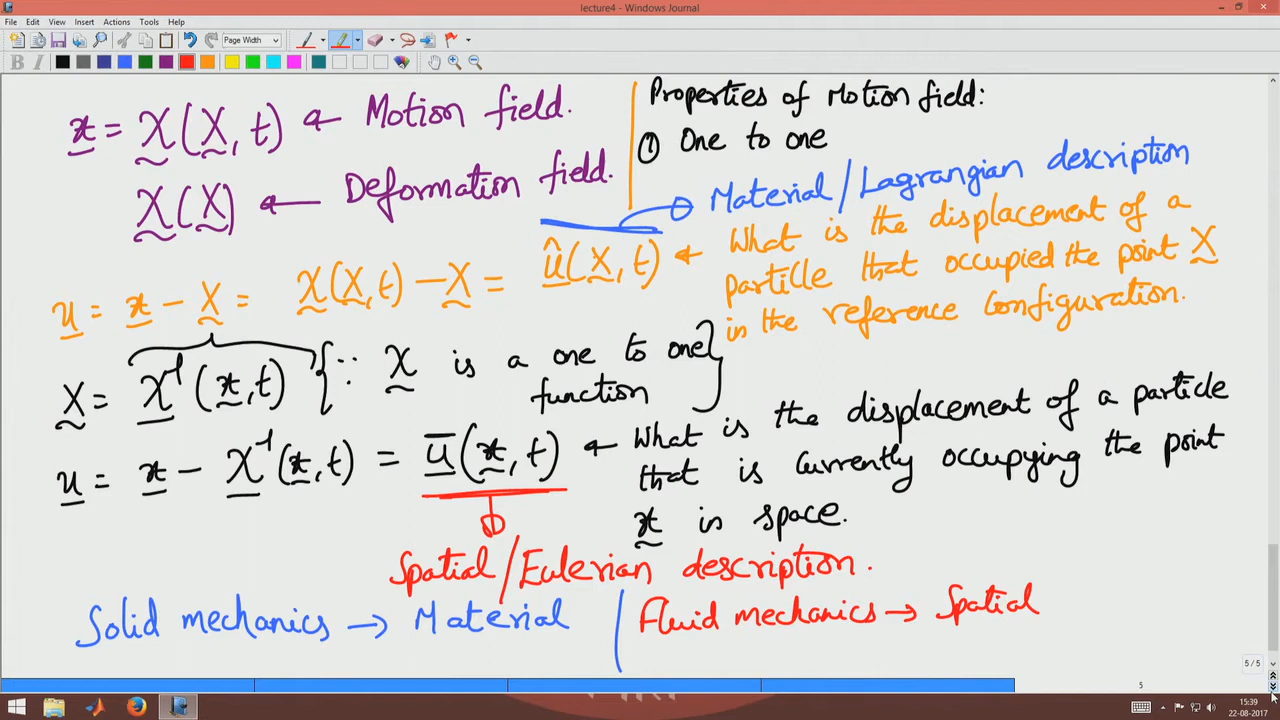 lecture4 - Windows Journal
File Edit View Insert Actions Tools Help
Page Width
B I
x = χ(X, t) ← Motion field.
χ(X) ← Deformation field.
Properties of Motion field:
① One to one
Material/Lagrangian description
u = x − X = χ(X,t) − X = û(X, t) ← What is the displacement of a
particle that occupied the point X
in the reference configuration.
X = χ⁻¹(x,t) {∵ χ is a one to one
function}
u = x − χ⁻¹(x,t) = ū(x,t) ← What is the displacement of a particle
that is currently occupying the point
x in space.
Spatial/Eulerian description.
Solid mechanics → Material | Fluid mechanics → Spatial
5/5
5
15:39
22-08-2017